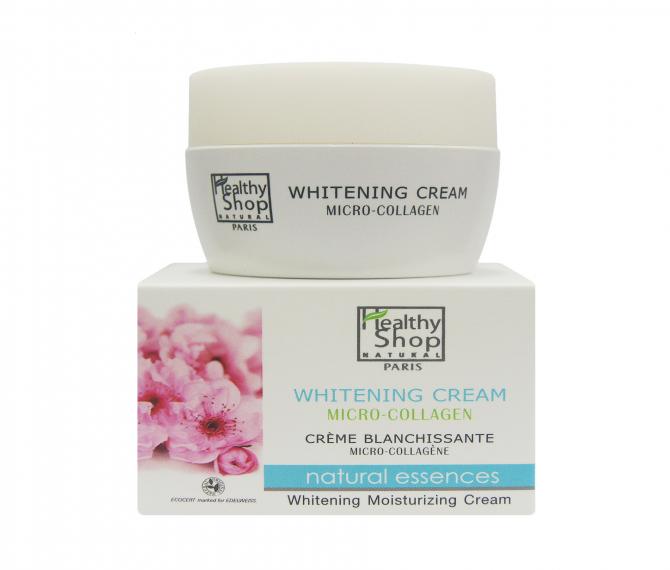 Healthy
Shop
NATURAL
PARIS
WHITENING CREAM
MICRO-COLLAGEN
Healthy
Shop
NATURAL
PARIS
WHITENING CREAM
MICRO-COLLAGEN
CRÈME BLANCHISSANTE
MICRO-COLLAGÈNE
natural essences
Whitening Moisturizing Cream
ECOCERT marked for EDELWEISS